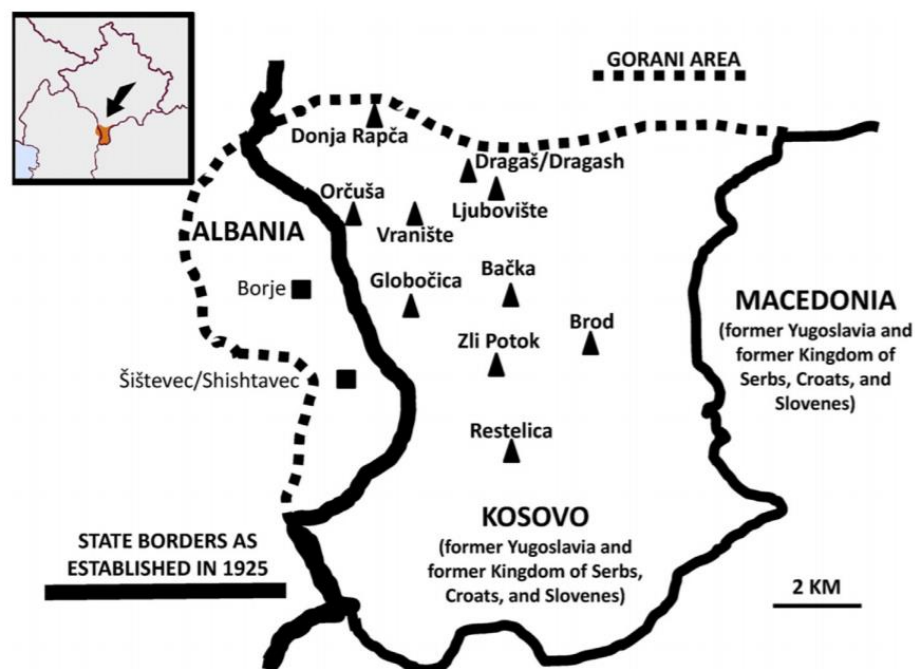 GORANI AREA
Donja Rapča
Dragaš/Dragash
Orčuša
Ljubovište
ALBANIA
Vranište
Borje
Globočica
Bačka
MACEDONIA
(former Yugoslavia and
former Kingdom of
Serbs, Croats, and
Slovenes)
Brod
Zli Potok
Šištevec/Shishtavec
Restelica
KOSOVO
(former Yugoslavia and
former Kingdom of Serbs,
Croats, and Slovenes)
STATE BORDERS AS
ESTABLISHED IN 1925
2 KM